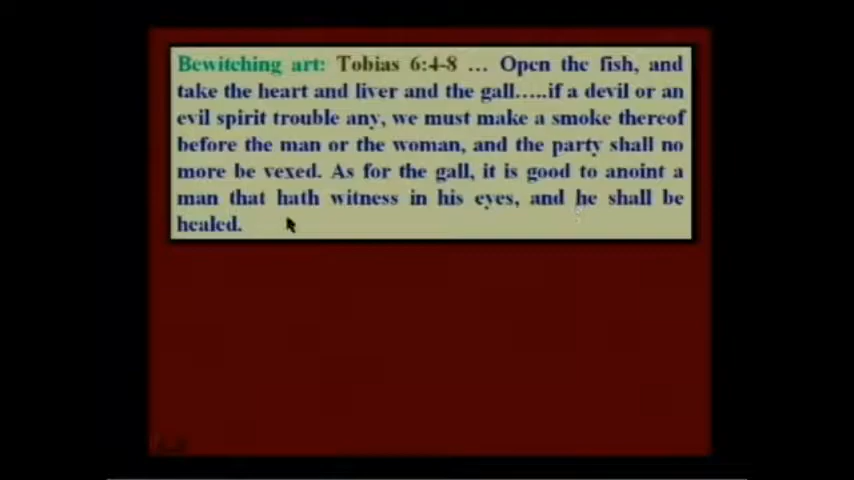 Bewitching art: Tobias 6:4-8 ... Open the fish, and
take the heart and liver and the gall.....if a devil or an
evil spirit trouble any, we must make a smoke thereof
before the man or the woman, and the party shall no
more be vexed. As for the gall, it is good to anoint a
man that hath witness in his eyes, and he shall be
healed.